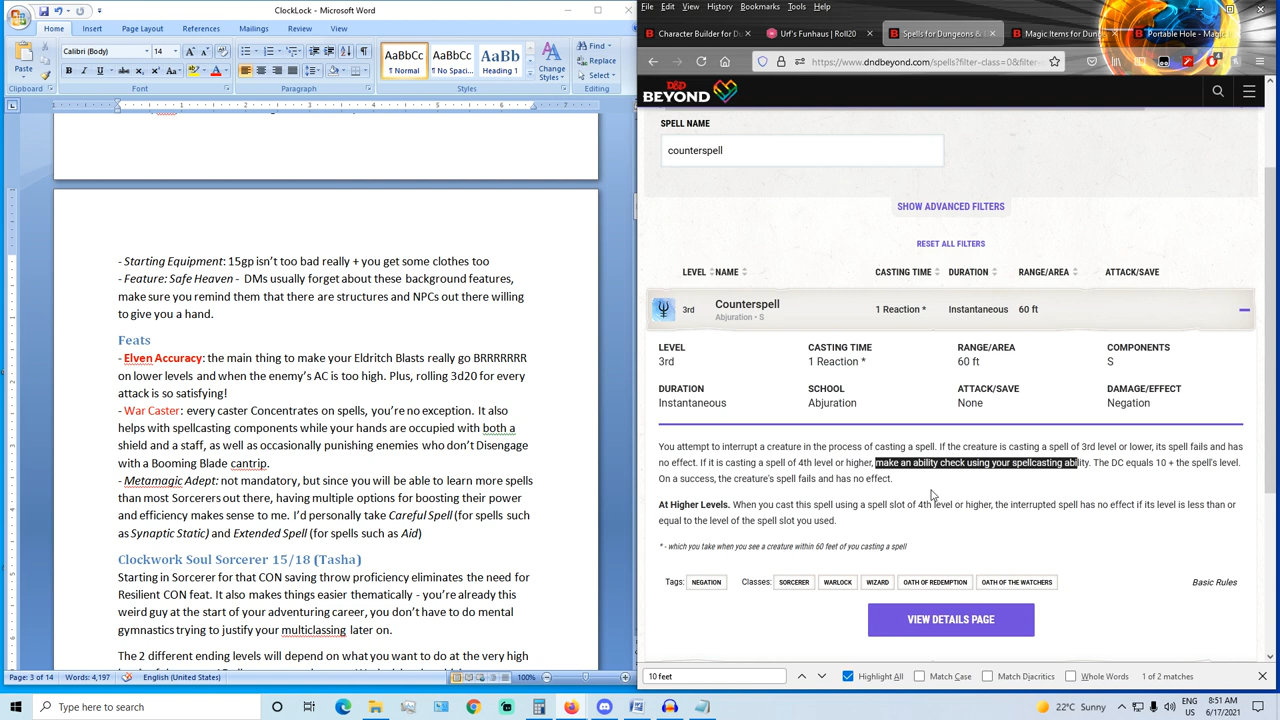 ClockLock - Microsoft Word
Home Insert Page Layout References Mailings Review View
Paste
Calibri (Body) 14
AaBbCc AaBbCc AaBb
¶ Normal ¶ No Spaci... Heading 1
Change Styles
Find
Replace
Select
Clipboard Font Paragraph Styles Editing
- Starting Equipment: 15gp isn't too bad really + you get some clothes too
- Feature: Safe Heaven - DMs usually forget about these background features,
make sure you remind them that there are structures and NPCs out there willing
to give you a hand.
Feats
- Elven Accuracy: the main thing to make your Eldritch Blasts really go BRRRRRRR
on lower levels and when the enemy's AC is too high. Plus, rolling 3d20 for every
attack is so satisfying!
- War Caster: every caster Concentrates on spells, you're no exception. It also
helps with spellcasting components while your hands are occupied with both a
shield and a staff, as well as occasionally punishing enemies who don't Disengage
with a Booming Blade cantrip.
- Metamagic Adept: not mandatory, but since you will be able to learn more spells
than most Sorcerers out there, having multiple options for boosting their power
and efficiency makes sense to me. I'd personally take Careful Spell (for spells such
as Synaptic Static) and Extended Spell (for spells such as Aid)
Clockwork Soul Sorcerer 15/18 (Tasha)
Starting in Sorcerer for that CON saving throw proficiency eliminates the need for
Resilient CON feat. It also makes things easier thematically - you're already this
weird guy at the start of your adventuring career, you don't have to do mental
gymnastics trying to justify your multiclassing later on.
The 2 different ending levels will depend on what you want to do at the very high
Page: 3 of 14 Words: 4,197 English (United States) 100%
File Edit View History Bookmarks Tools Help
Character Builder for Du Urf's Funhaus | Roll20 Spells for Dungeons & Magic Items for Dung Portable Hole - Magic I
https://www.dndbeyond.com/spells?filter-class=0&filter-
D&D BEYOND
SPELL NAME
counterspell
SHOW ADVANCED FILTERS
RESET ALL FILTERS
LEVEL NAME CASTING TIME DURATION RANGE/AREA ATTACK/SAVE
3rd Counterspell 1 Reaction * Instantaneous 60 ft
Abjuration • S
LEVEL CASTING TIME RANGE/AREA COMPONENTS
3rd 1 Reaction * 60 ft S
DURATION SCHOOL ATTACK/SAVE DAMAGE/EFFECT
Instantaneous Abjuration None Negation
You attempt to interrupt a creature in the process of casting a spell. If the creature is casting a spell of 3rd level or lower, its spell fails and has
no effect. If it is casting a spell of 4th level or higher, make an ability check using your spellcasting ability. The DC equals 10 + the spell's level.
On a success, the creature's spell fails and has no effect.
At Higher Levels. When you cast this spell using a spell slot of 4th level or higher, the interrupted spell has no effect if its level is less than or
equal to the level of the spell slot you used.
* - which you take when you see a creature within 60 feet of you casting a spell
Tags: NEGATION Classes: SORCERER WARLOCK WIZARD OATH OF REDEMPTION OATH OF THE WATCHERS Basic Rules
VIEW DETAILS PAGE
10 feet Highlight All Match Case Match Diacritics Whole Words 1 of 2 matches
Type here to search
22°C Sunny ENG US 8:51 AM 6/17/2021